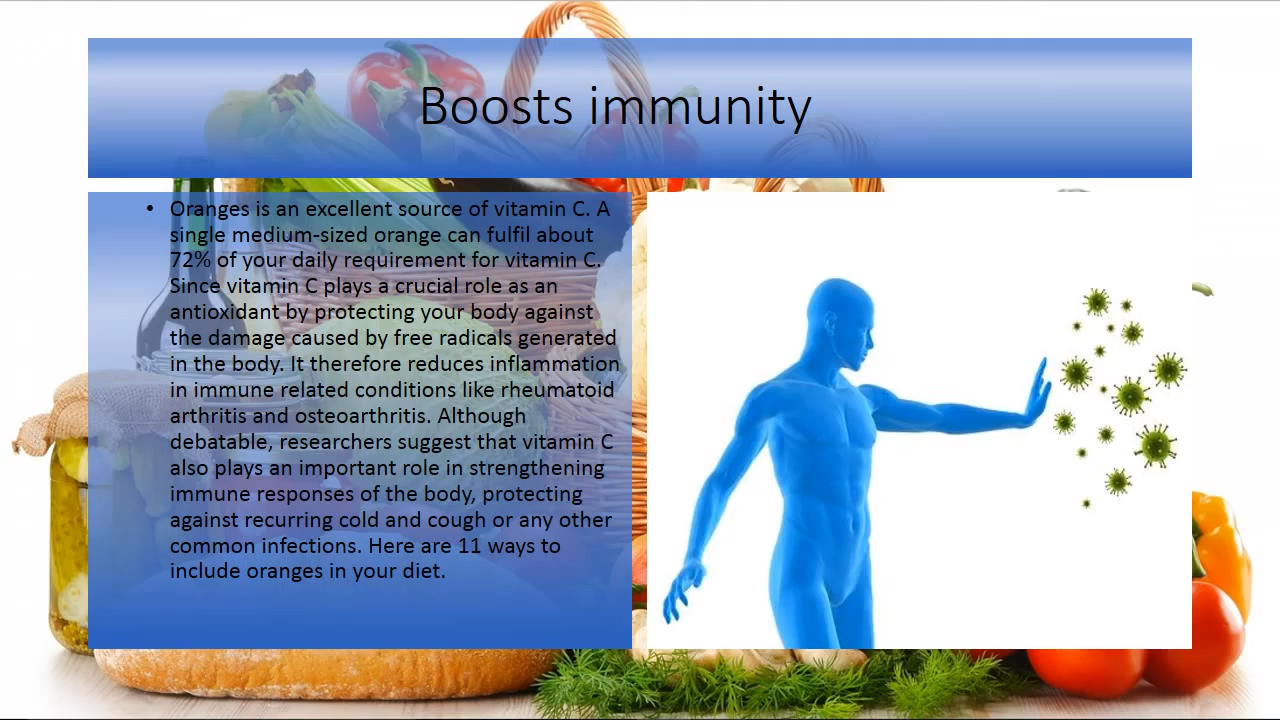 Boosts immunity
• Oranges is an excellent source of vitamin C. A
single medium-sized orange can fulfil about
72% of your daily requirement for vitamin C.
Since vitamin C plays a crucial role as an
antioxidant by protecting your body against
the damage caused by free radicals generated
in the body. It therefore reduces inflammation
in immune related conditions like rheumatoid
arthritis and osteoarthritis. Although
debatable, researchers suggest that vitamin C
also plays an important role in strengthening
immune responses of the body, protecting
against recurring cold and cough or any other
common infections. Here are 11 ways to
include oranges in your diet.